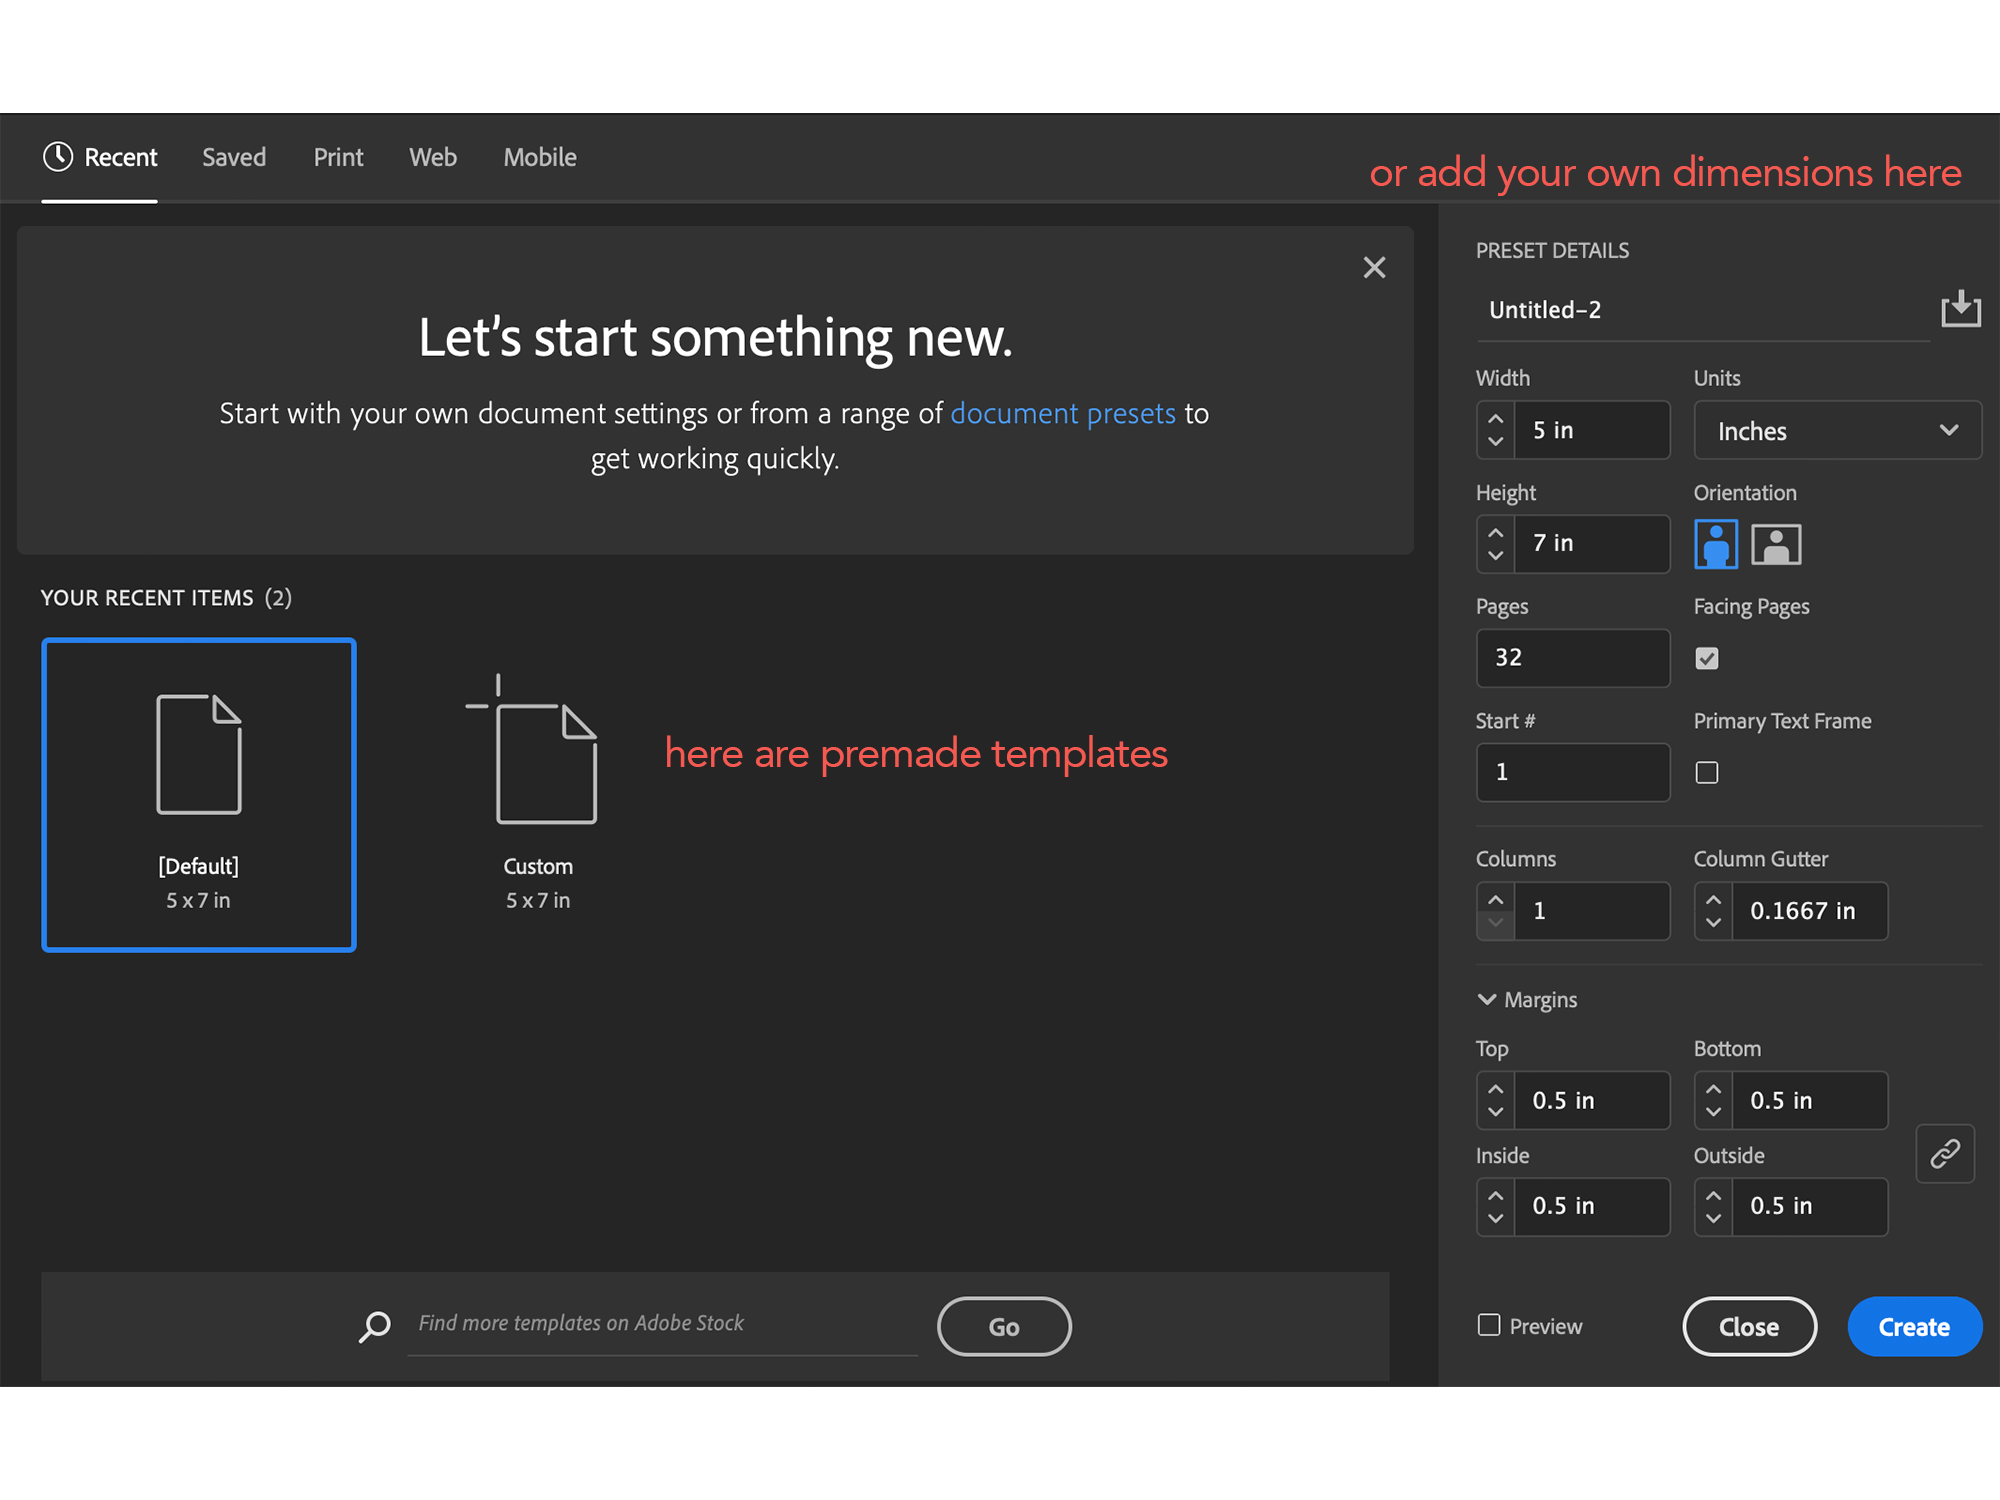 Recent Saved Print Web Mobile
or add your own dimensions here
Let's start something new.
Start with your own document settings or from a range of document presets to
get working quickly.
YOUR RECENT ITEMS (2)
[Default]
5 x 7 in
Custom
5 x 7 in
here are premade templates
Find more templates on Adobe Stock
Go
PRESET DETAILS
Untitled-2
Width Units
5 in Inches
Height Orientation
7 in
Pages Facing Pages
32
Start # Primary Text Frame
1
Columns Column Gutter
1 0.1667 in
Margins
Top Bottom
0.5 in 0.5 in
Inside Outside
0.5 in 0.5 in
Preview Close Create